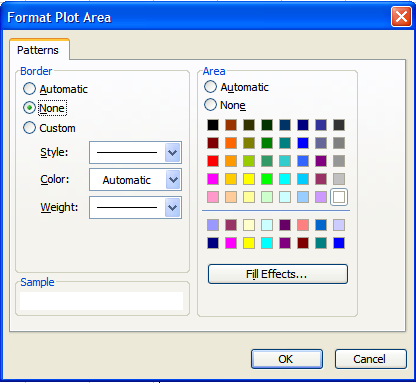 Format Plot Area
Patterns
Border
Automatic
None
Custom
Style:
Color:
Automatic
Weight:
Sample
Area
Automatic
None
Fill Effects...
OK
Cancel